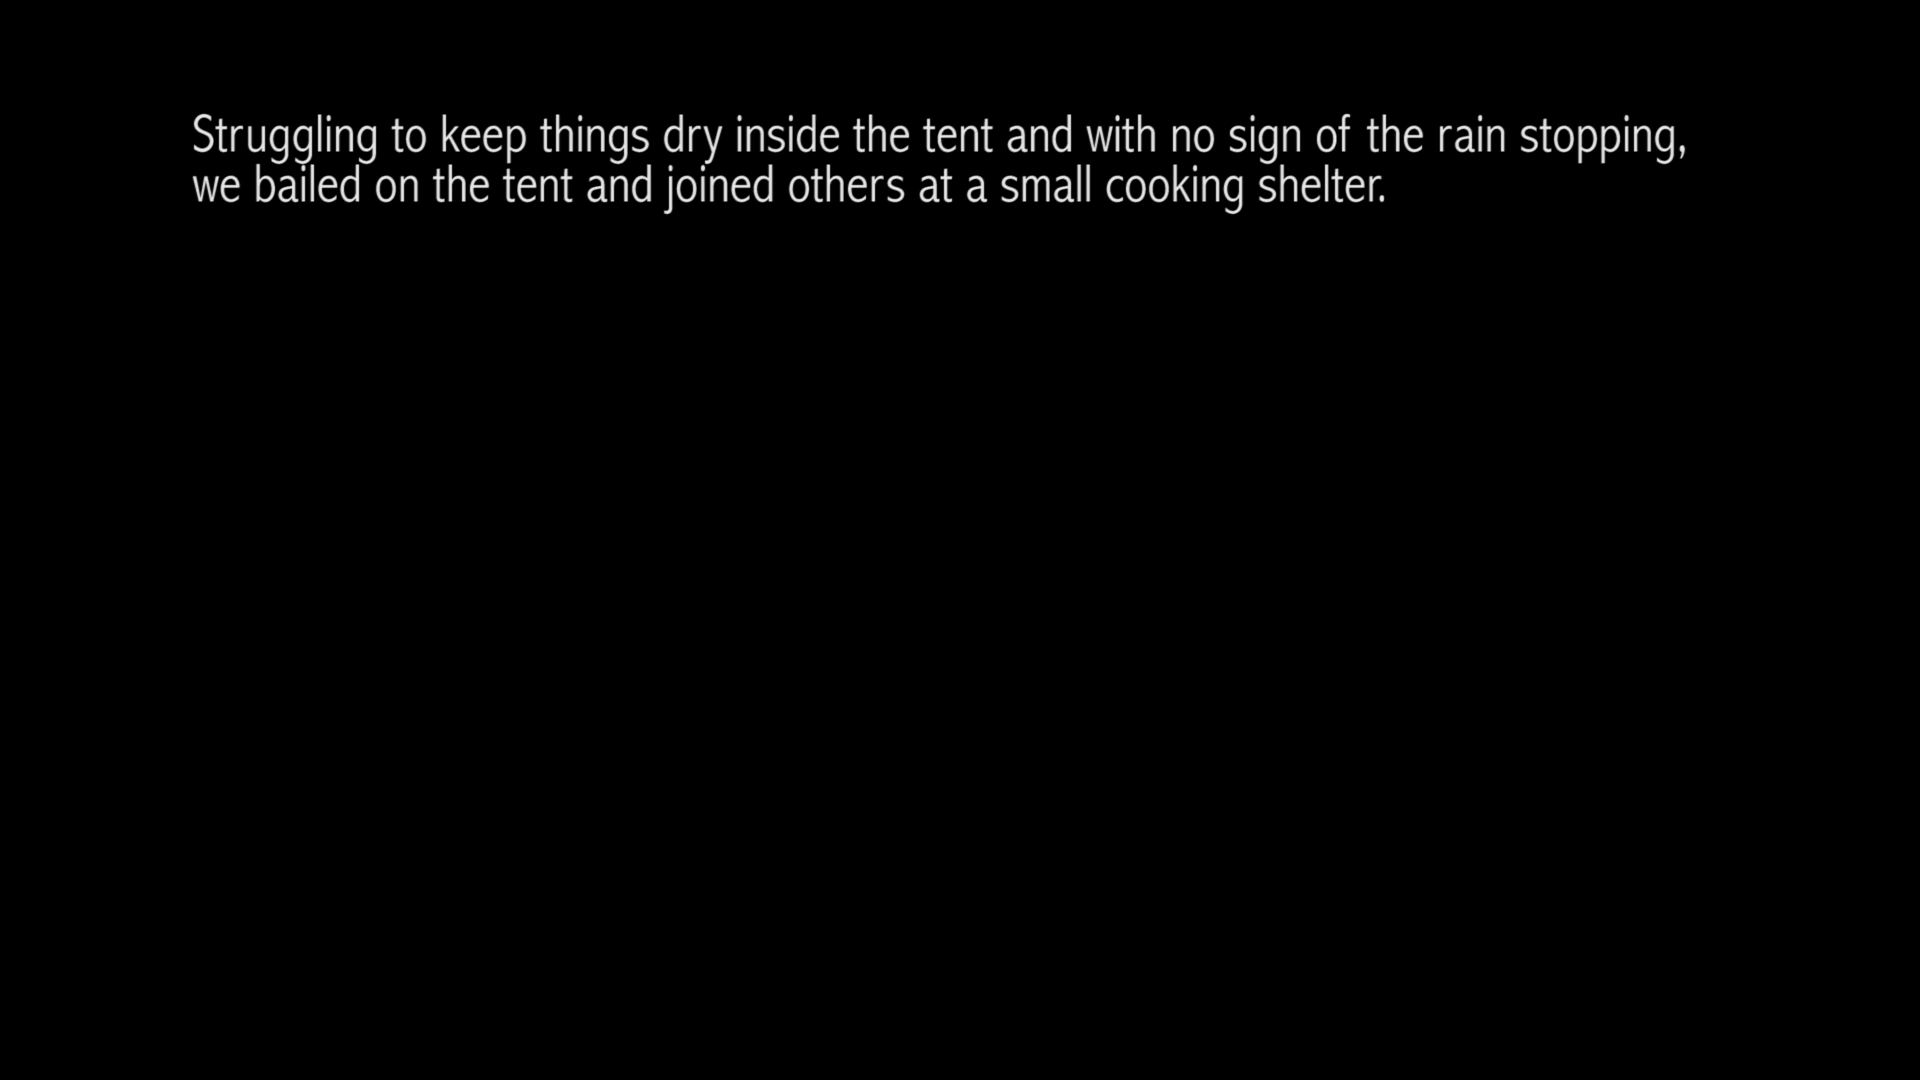 Struggling to keep things dry inside the tent and with no sign of the rain stopping,
we bailed on the tent and joined others at a small cooking shelter.